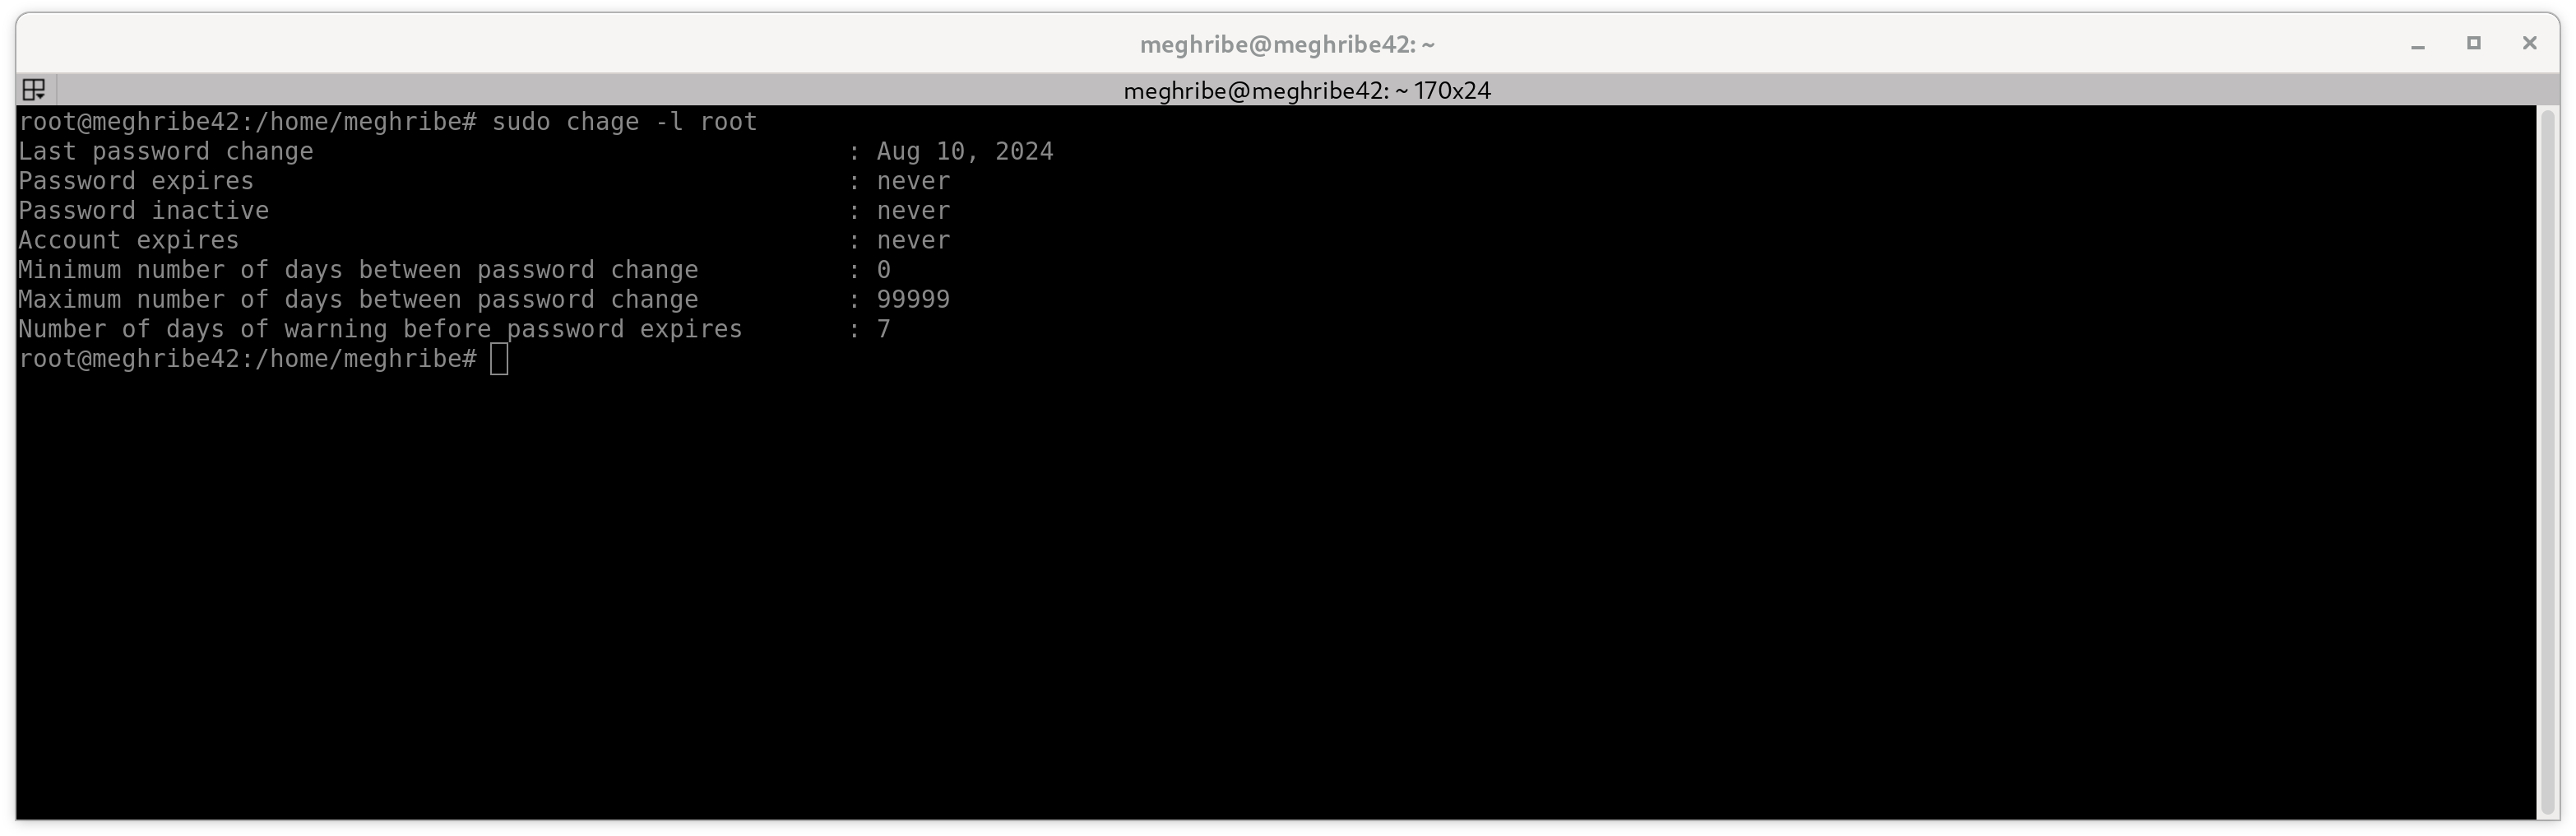 meghribe@meghribe42: ~
meghribe@meghribe42: ~ 170x24
root@meghribe42:/home/meghribe# sudo chage -l root
Last password change : Aug 10, 2024
Password expires : never
Password inactive : never
Account expires : never
Minimum number of days between password change : 0
Maximum number of days between password change : 99999
Number of days of warning before password expires : 7
root@meghribe42:/home/meghribe#